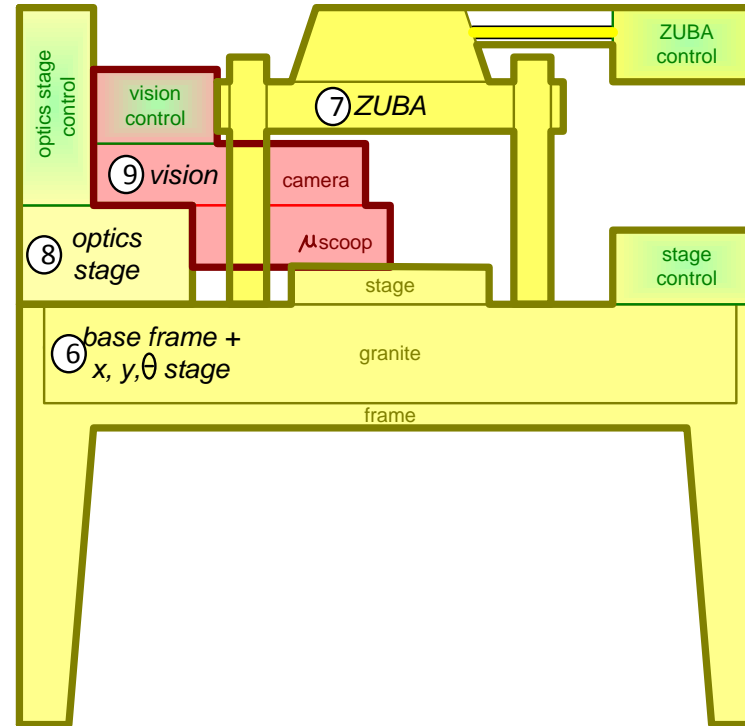 optics stage
control
vision
control
ZUBA
control
7 ZUBA
9 vision
camera
μscoop
8 optics
stage
stage
stage
control
6 base frame +
x, y,θ stage
granite
frame